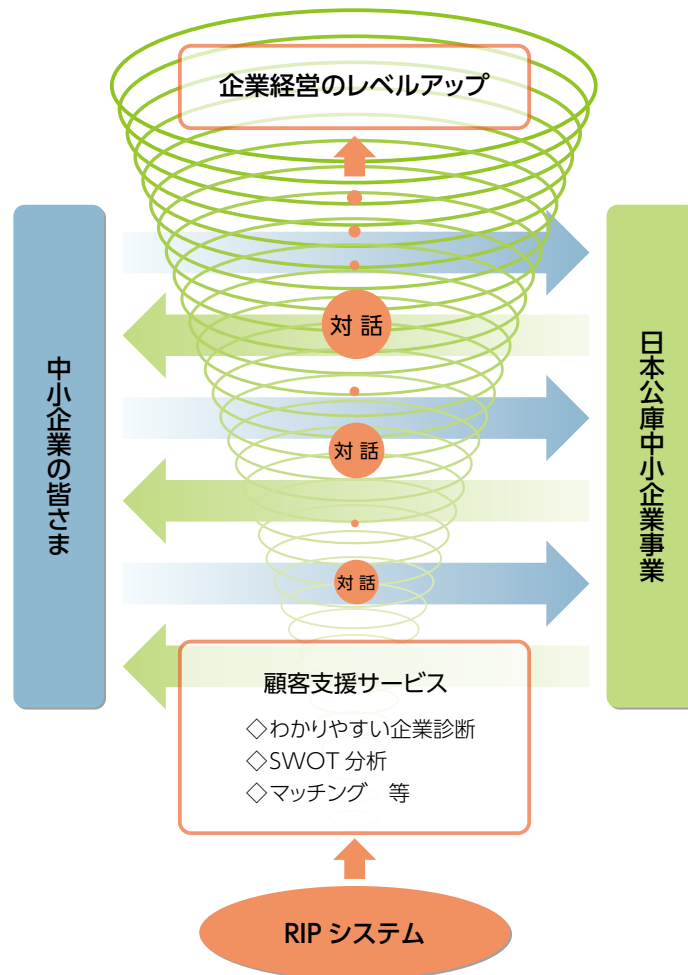 企業経営のレベルアップ
中小企業の皆さま
日本公庫中小企業事業
対 話
対 話
対 話
顧客支援サービス
◇わかりやすい企業診断
◇SWOT 分析
◇マッチング　等
RIP システム